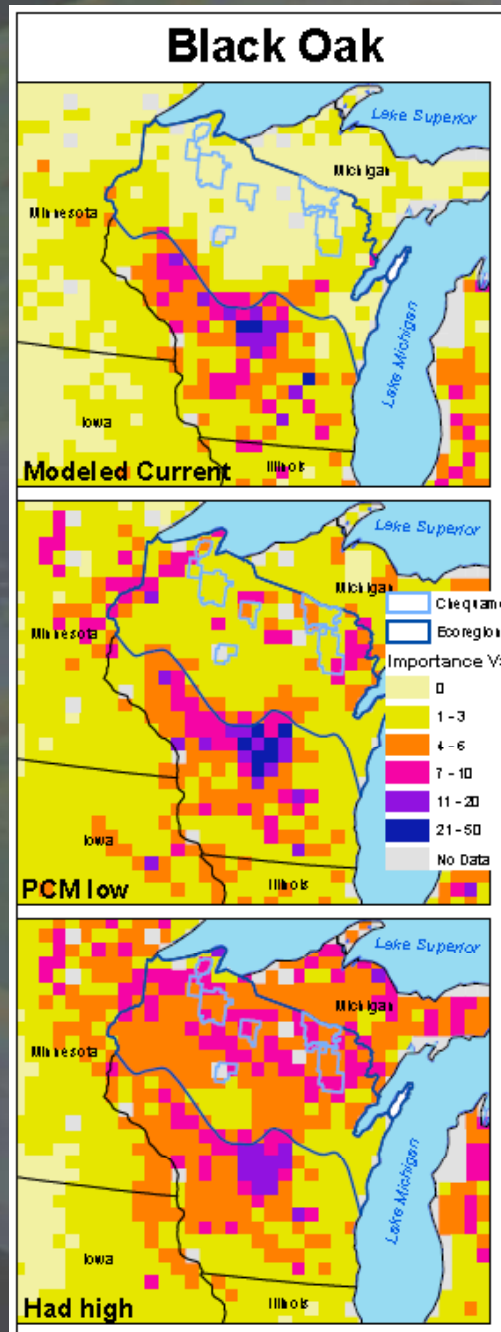 Black Oak
Lake Superior
Michigan
Minnesota
Lake Michigan
Iowa
Modeled Current
Illinois
Lake Superior
Michigan
Minnesota
Chequame
Ecoregion
Importance V
0
1 - 3
4 - 6
7 - 10
11 - 20
21 - 50
No Data
Iowa
PCM low
Illinois
Lake Superior
Michigan
Minnesota
Lake Michigan
Iowa
Had high
Illinois